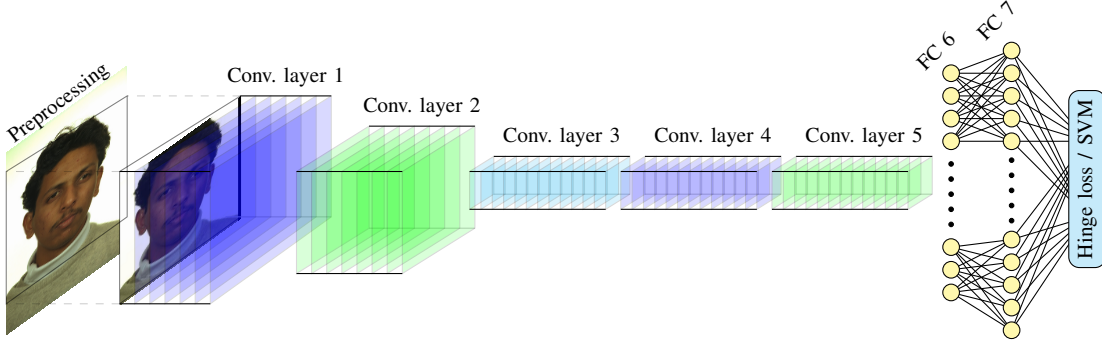 Preprocessing
Conv. layer 1
Conv. layer 2
Conv. layer 3
Conv. layer 4
Conv. layer 5
FC 6
FC 7
Hinge loss / SVM